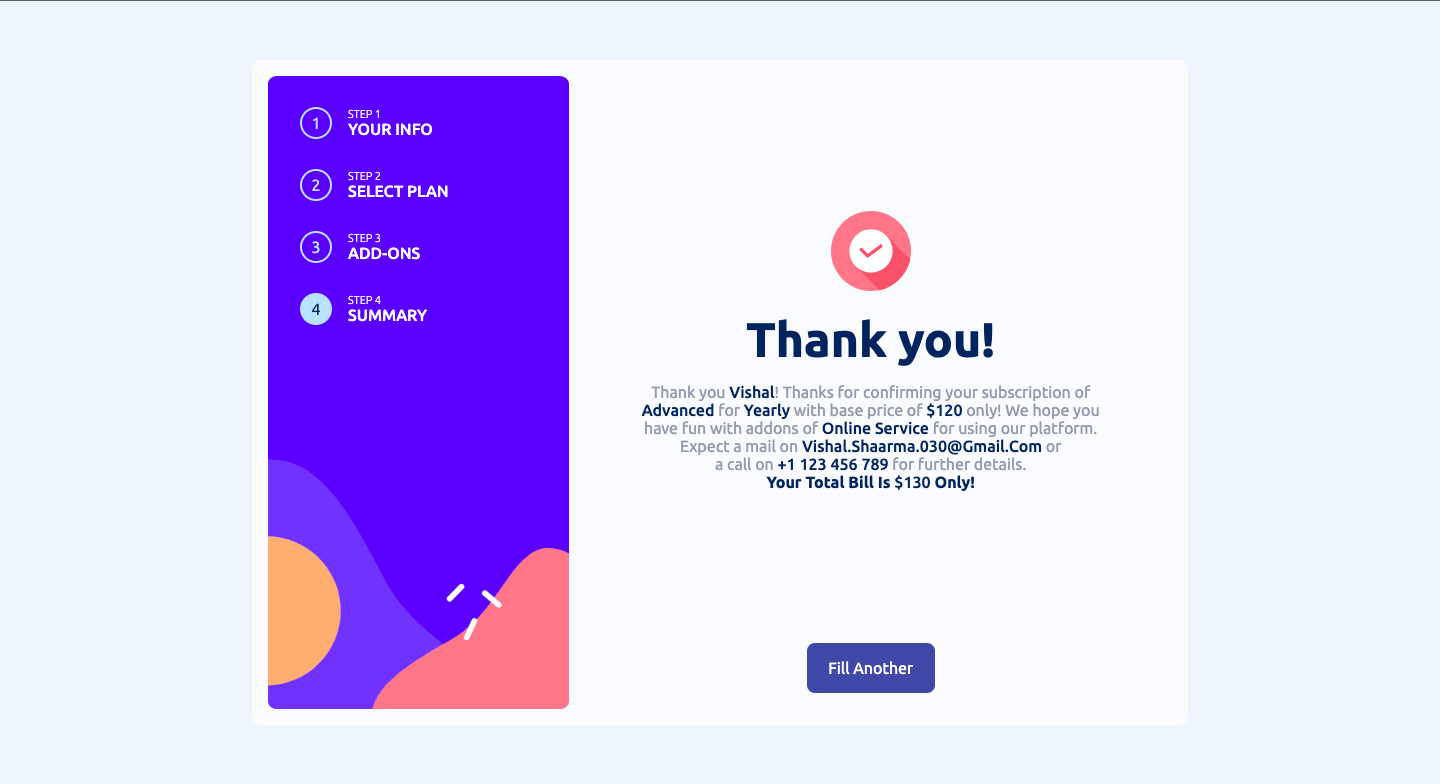 1
STEP 1
YOUR INFO
2
STEP 2
SELECT PLAN
3
STEP 3
ADD-ONS
4
STEP 4
SUMMARY
Thank you!
Thank you Vishal! Thanks for confirming your subscription of
Advanced for Yearly with base price of $120 only! We hope you
have fun with addons of Online Service for using our platform.
Expect a mail on Vishal.Shaarma.030@Gmail.Com or
a call on +1 123 456 789 for further details.
Your Total Bill Is $130 Only!
Fill Another